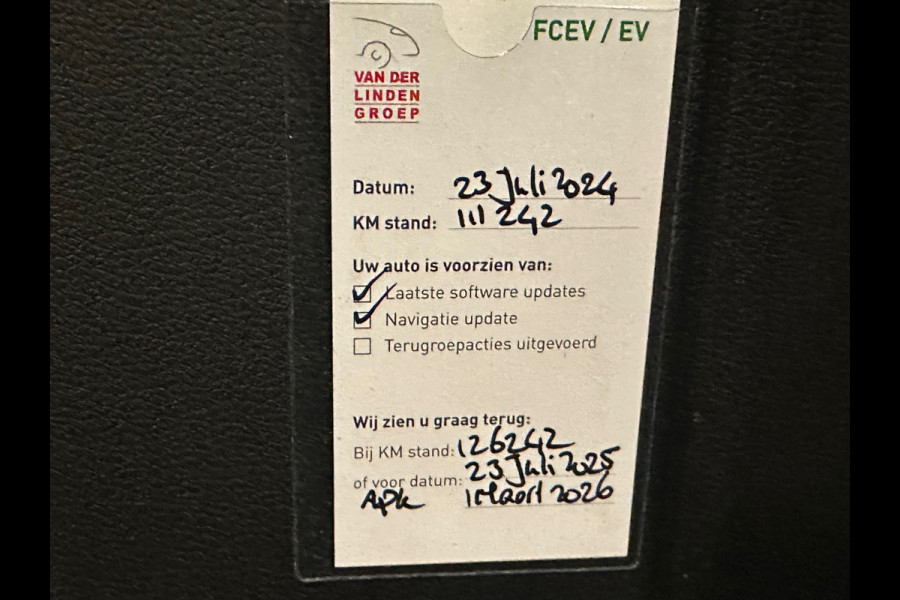 FCEV / EV
VAN DER
LINDEN
GROEP
Datum: 23 Juli 2024
KM stand: 111 242
Uw auto is voorzien van:
Laatste software updates
Navigatie update
Terugroepacties uitgevoerd
Wij zien u graag terug:
Bij KM stand: 126242
of voor datum: 23 Juli 2025
APK 1 Maart 2026